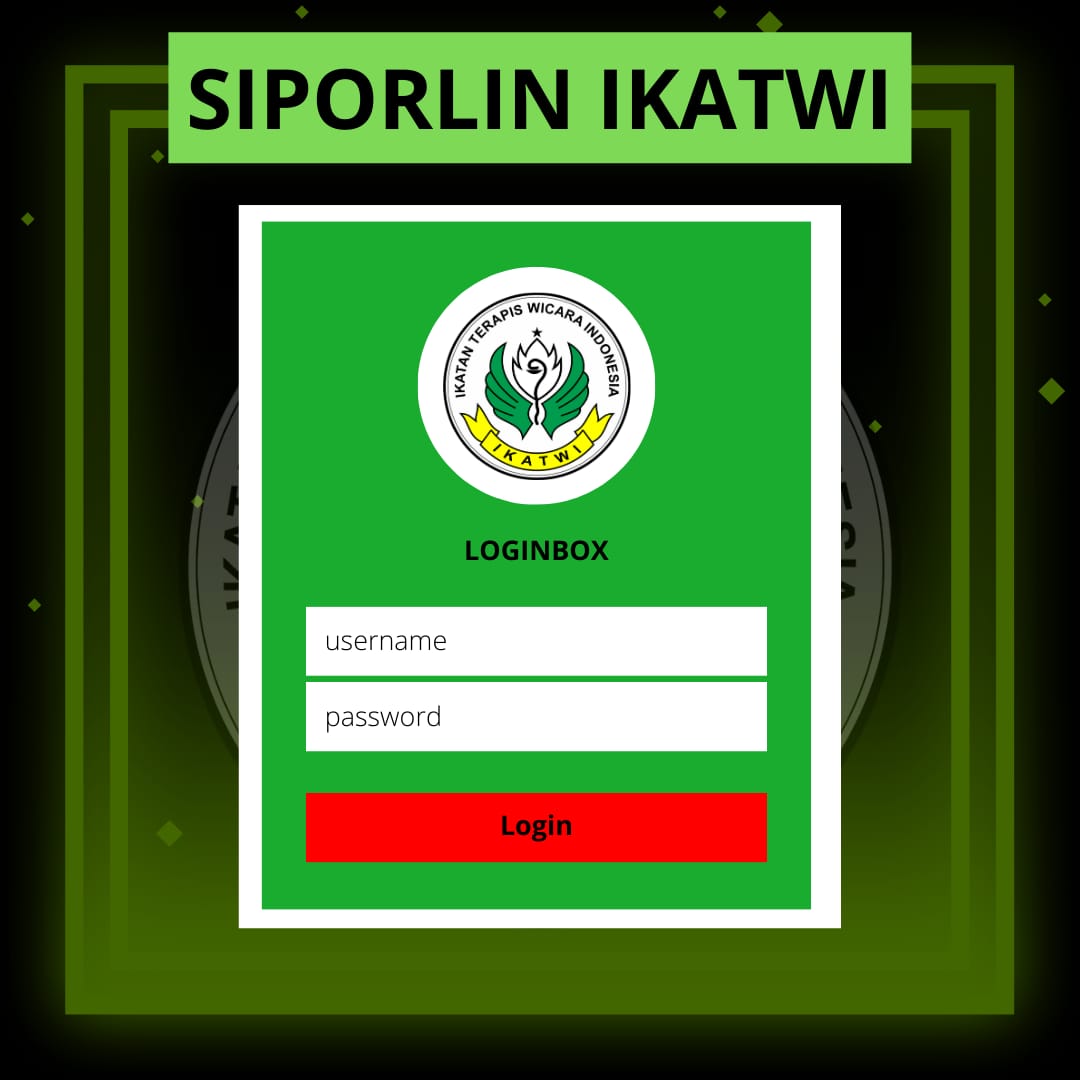 SIPORLIN IKATWI
IKATAN TERAPIS WICARA INDONESIA
IKATWI
LOGINBOX
username
password
Login